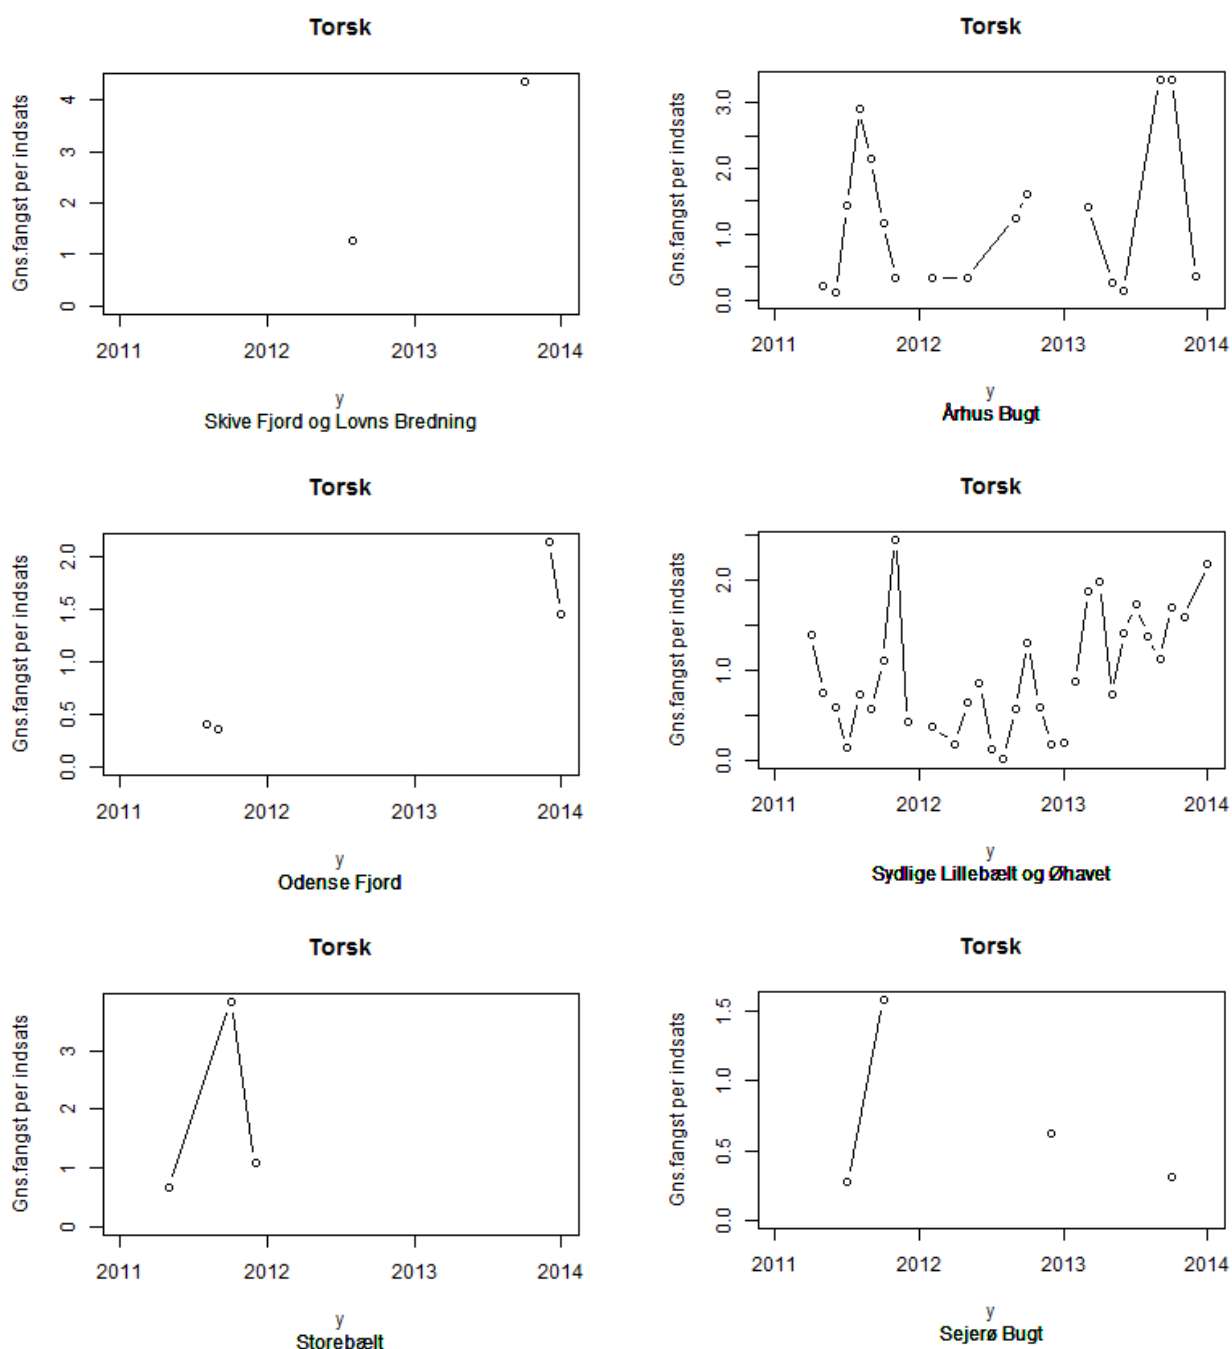 Torsk
Gns.fangst per indsats
4
3
2
1
0
2011 2012 2013 2014
y
Skive Fjord og Lovns Bredning
Torsk
Gns.fangst per indsats
3.0
2.0
1.0
0.0
2011 2012 2013 2014
y
Århus Bugt
Torsk
Gns.fangst per indsats
2.0
1.5
1.0
0.5
0.0
2011 2012 2013 2014
y
Odense Fjord
Torsk
Gns.fangst per indsats
2.0
1.0
0.0
2011 2012 2013 2014
y
Sydlige Lillebælt og Øhavet
Torsk
Gns.fangst per indsats
3
2
1
0
2011 2012 2013 2014
y
Storebælt
Torsk
Gns.fangst per indsats
1.5
1.0
0.5
0.0
2011 2012 2013 2014
y
Sejerø Bugt